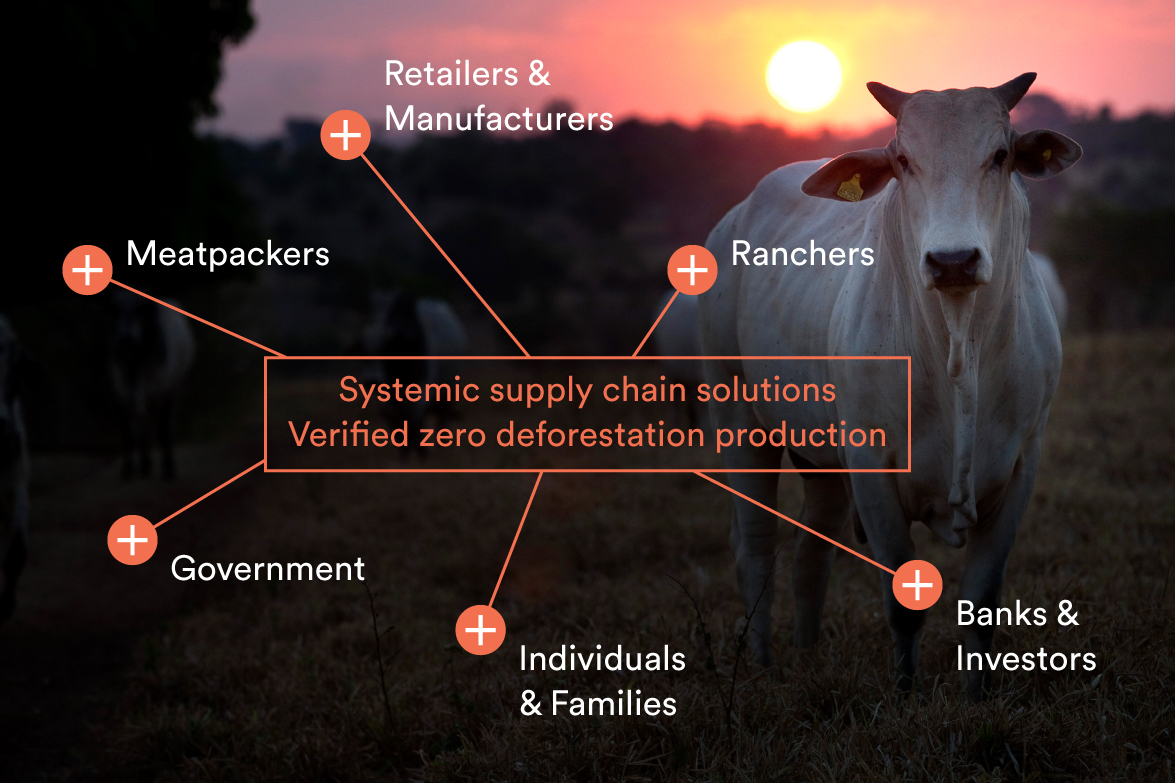 Retailers &
Manufacturers
Meatpackers
Ranchers
Systemic supply chain solutions
Verified zero deforestation production
Government
Individuals
& Families
Banks &
Investors